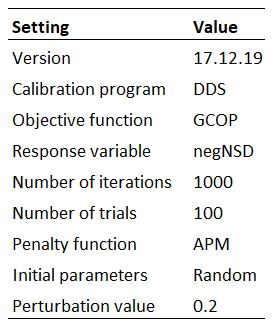 Setting Value
Version 17.12.19
Calibration program DDS
Objective function GCOP
Response variable negNSD
Number of iterations 1000
Number of trials 100
Penalty function APM
Initial parameters Random
Perturbation value 0.2